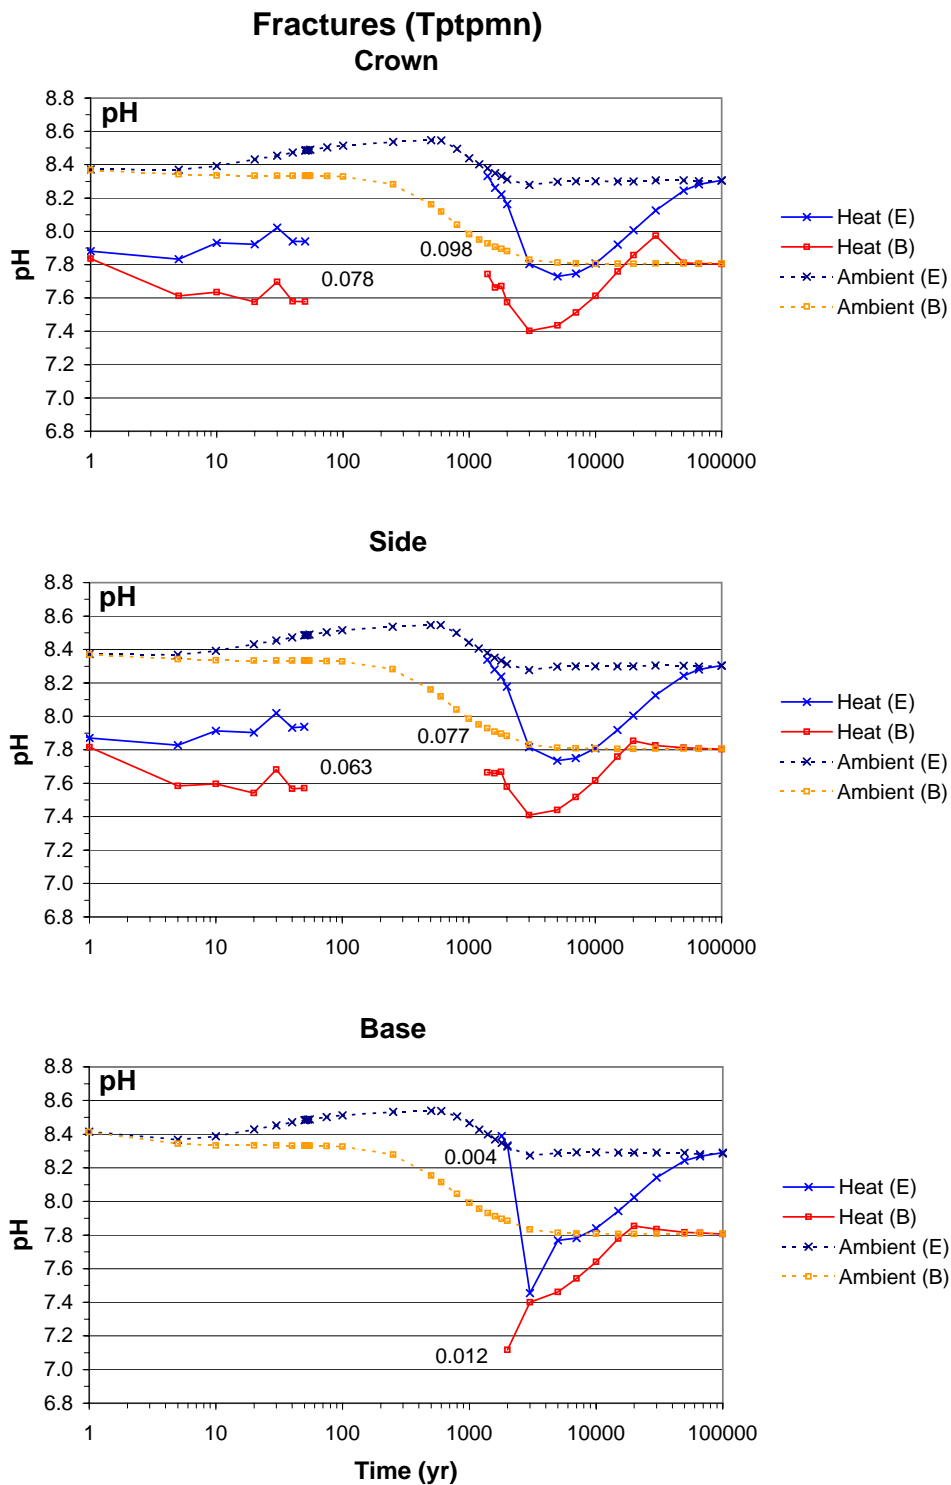 Fractures (Tptpmn)
Crown
pH
8.8
8.6
8.4
8.2
8.0
7.8
7.6
7.4
7.2
7.0
6.8
pH
0.098
0.078
1 10 100 1000 10000 100000
Heat (E)
Heat (B)
Ambient (E)
Ambient (B)
Side
pH
8.8
8.6
8.4
8.2
8.0
7.8
7.6
7.4
7.2
7.0
6.8
pH
0.077
0.063
1 10 100 1000 10000 100000
Heat (E)
Heat (B)
Ambient (E)
Ambient (B)
Base
pH
8.8
8.6
8.4
8.2
8.0
7.8
7.6
7.4
7.2
7.0
6.8
pH
0.004
0.012
1 10 100 1000 10000 100000
Time (yr)
Heat (E)
Heat (B)
Ambient (E)
Ambient (B)